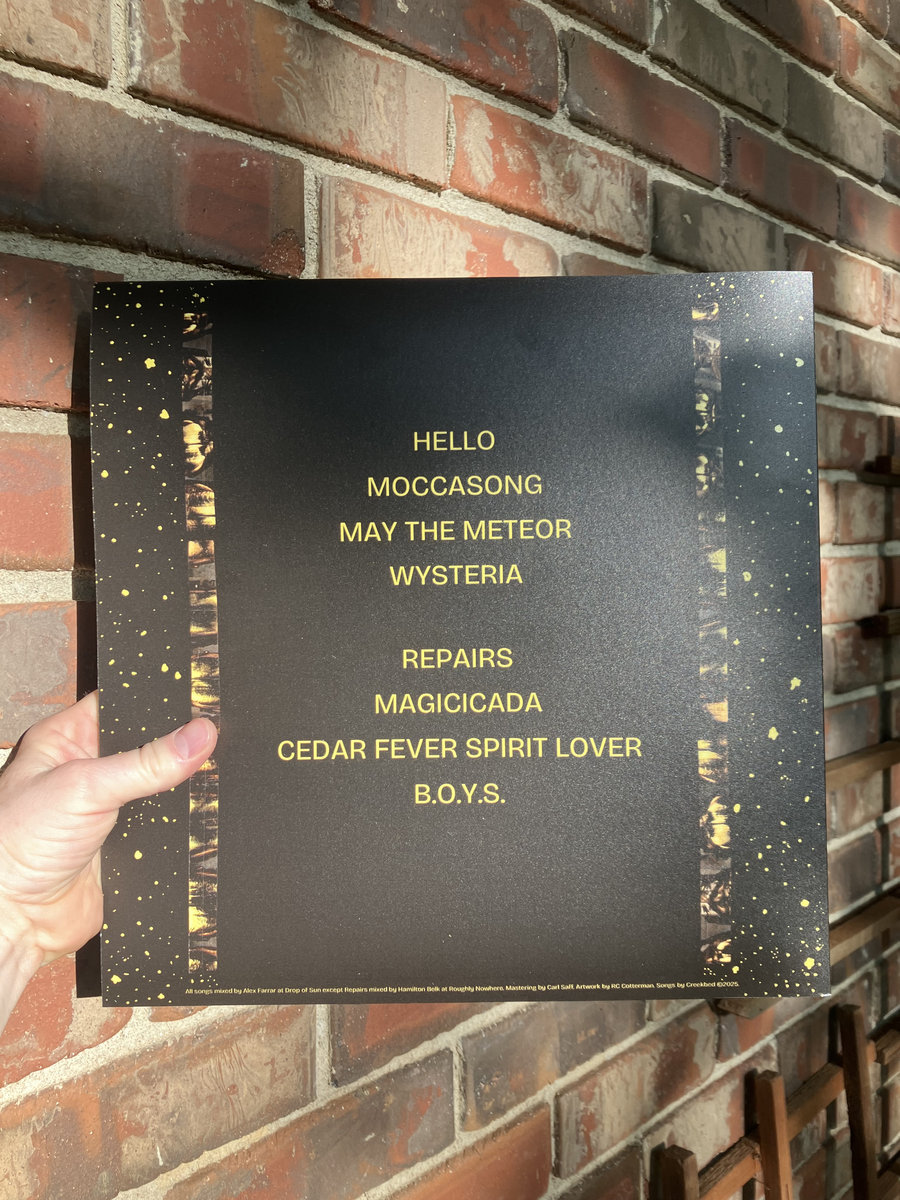 HELLO
MOCCASONG
MAY THE METEOR
WYSTERIA
REPAIRS
MAGICICADA
CEDAR FEVER SPIRIT LOVER
B.O.Y.S.
All songs mixed by Alex Farrar at Drop of Sun except Repairs mixed by Hamilton Belk at Roughly Nowhere. Mastering by Carl Saff. Artwork by RC Cotterman. Songs by Creekbed ©2025.